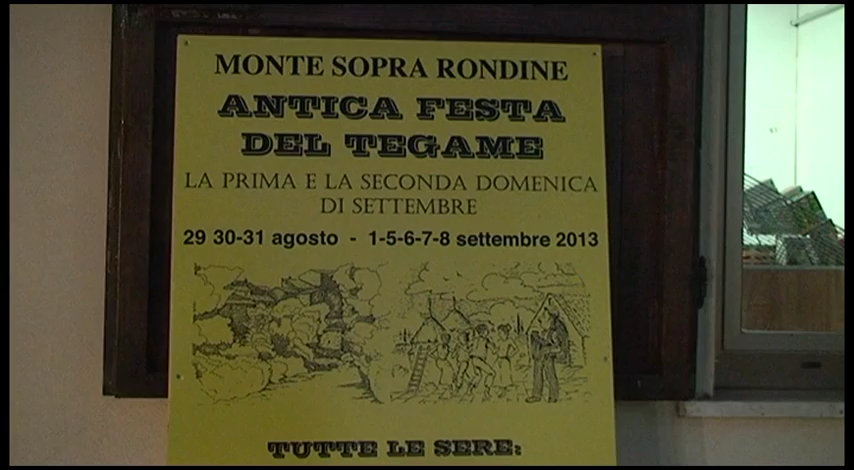 MONTE SOPRA RONDINE
ANTICA FESTA
DEL TEGAME
LA PRIMA E LA SECONDA DOMENICA
DI SETTEMBRE
29 30-31 agosto - 1-5-6-7-8 settembre 2013
TUTTE LE SERE: